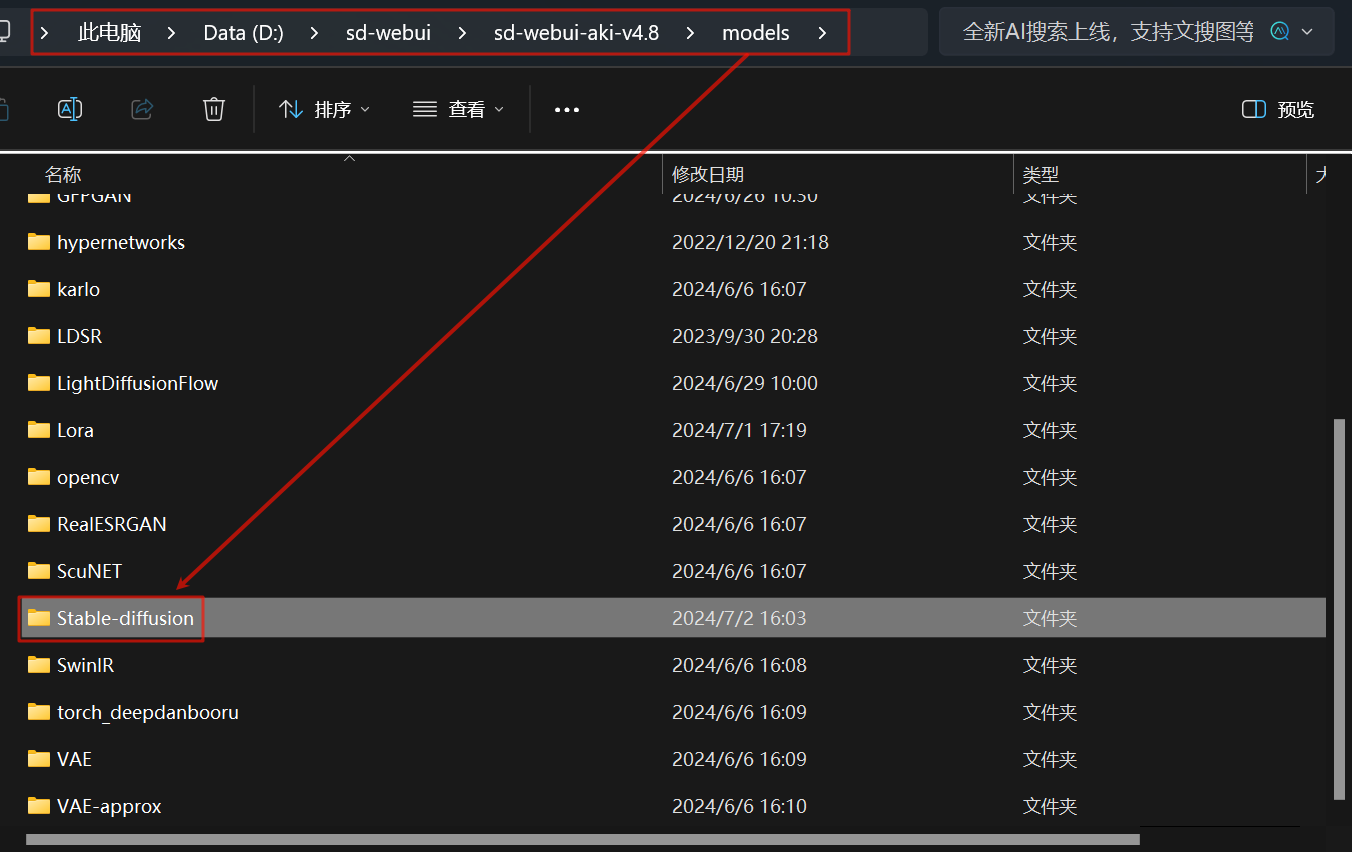 此电脑 Data (D:) sd-webui sd-webui-aki-v4.8 models 全新AI搜索上线，支持文搜图等
排序 查看 预览
名称 修改日期 类型
GFPGAN 2024/6/26 10:30 文件夹
hypernetworks 2022/12/20 21:18 文件夹
karlo 2024/6/6 16:07 文件夹
LDSR 2023/9/30 20:28 文件夹
LightDiffusionFlow 2024/6/29 10:00 文件夹
Lora 2024/7/1 17:19 文件夹
opencv 2024/6/6 16:07 文件夹
RealESRGAN 2024/6/6 16:07 文件夹
ScuNET 2024/6/6 16:07 文件夹
Stable-diffusion 2024/7/2 16:03 文件夹
SwinIR 2024/6/6 16:08 文件夹
torch_deepdanbooru 2024/6/6 16:09 文件夹
VAE 2024/6/6 16:09 文件夹
VAE-approx 2024/6/6 16:10 文件夹